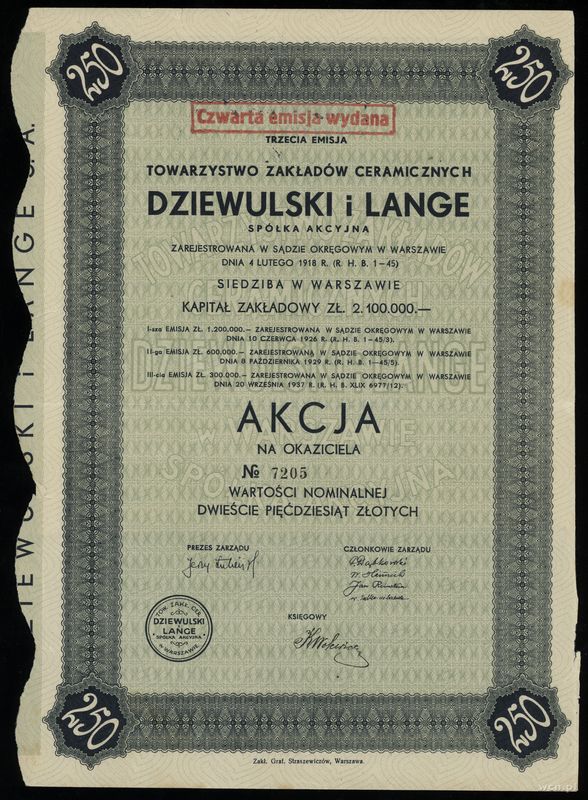 250
250
Czwarta emisja wydana
TRZECIA EMISJA
TOWARZYSTWO ZAKŁADÓW CERAMICZNYCH
DZIEWULSKI i LANGE
SPÓŁKA AKCYJNA
ZAREJESTROWANA W SĄDZIE OKRĘGOWYM W WARSZAWIE
DNIA 4 LUTEGO 1918 R. (R. H. B. 1-45)
SIEDZIBA W WARSZAWIE
KAPITAŁ ZAKŁADOWY ZŁ. 2.100.000.—
I-sza EMISJA ZŁ. 1.200.000.— ZAREJESTROWANA W SĄDZIE OKRĘGOWYM W WARSZAWIE
DNIA 10 CZERWCA 1926 R. (R. H. B. 1-45/3).
II-ga EMISJA ZŁ. 600.000.— ZAREJESTROWANA W SĄDZIE OKRĘGOWYM W WARSZAWIE
DNIA 8 PAŹDZIERNIKA 1929 R. (R. H. B. 1-45/5).
III-cia EMISJA ZŁ. 300.000.— ZAREJESTROWANA W SĄDZIE OKRĘGOWYM W WARSZAWIE
DNIA 20 WRZEŚNIA 1937 R. (R. H. B. XLIX 6977/12).
AKCJA
NA OKAZICIELA
№ 7205
WARTOŚCI NOMINALNEJ
DWIEŚCIE PIĘĆDZIESIĄT ZŁOTYCH
PREZES ZARZĄDU
CZŁONKOWIE ZARZĄDU
Jerzy
Jan
KSIĘGOWY
TOW. ZAKŁ. CER.
DZIEWULSKI
i
LANGE
SPÓŁKA AKCYJNA
W WARSZAWIE
250
250
Zakł. Graf. Straszewiczów, Warszawa.
ZIEWULSKI i LANGE S. A.
wcn.pl